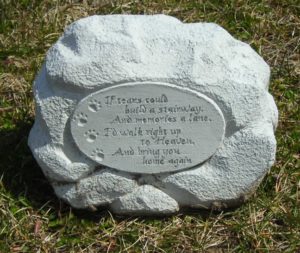 If tears could
build a stairway,
And memories a lane.
I'd walk right up
to Heaven,
And bring you
home again